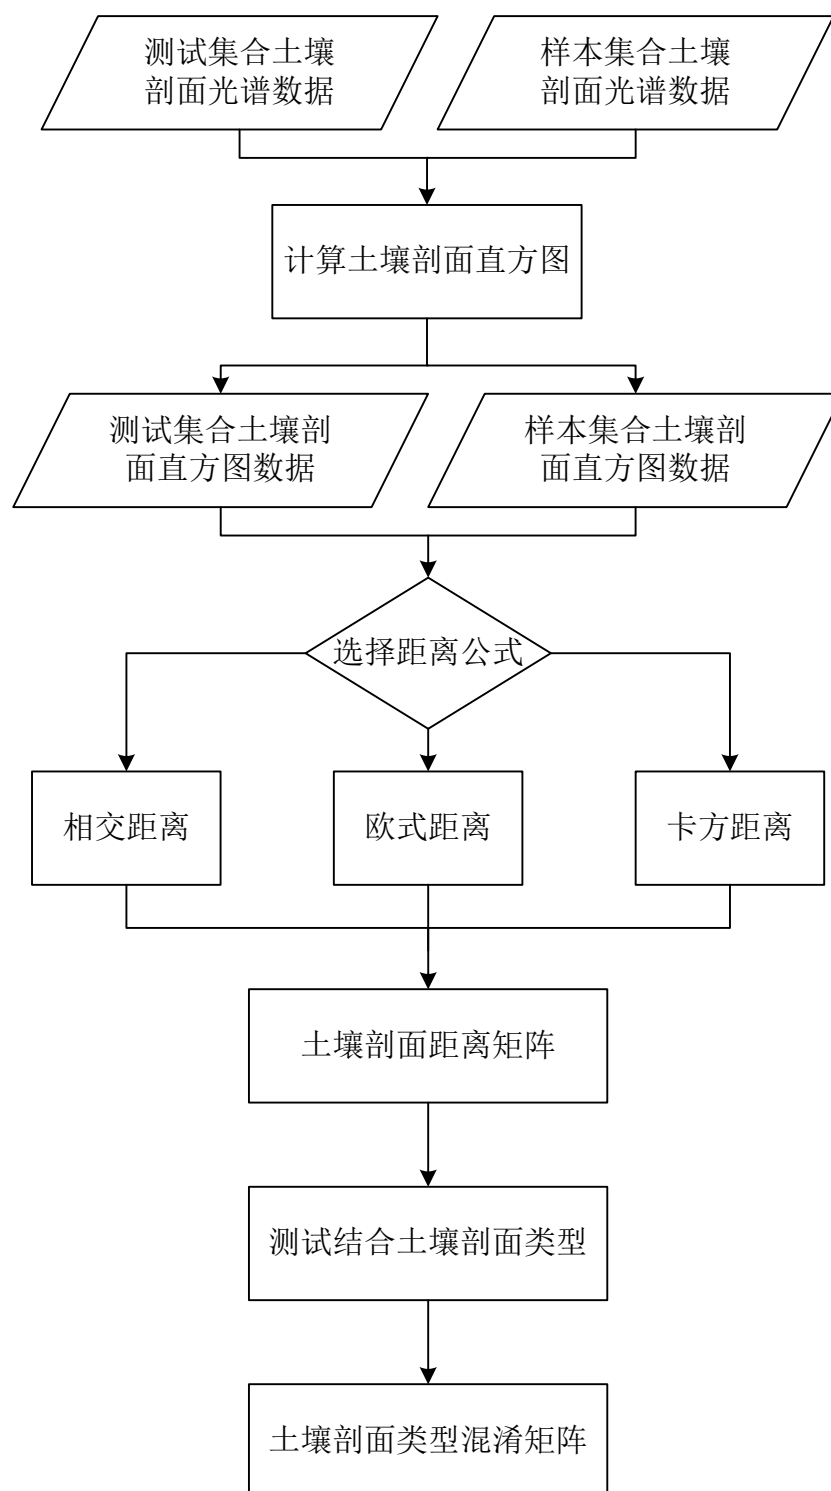 测试集合土壤
剖面光谱数据
样本集合土壤
剖面光谱数据
计算土壤剖面直方图
测试集合土壤剖
面直方图数据
样本集合土壤剖
面直方图数据
选择距离公式
相交距离
欧式距离
卡方距离
土壤剖面距离矩阵
测试结合土壤剖面类型
土壤剖面类型混淆矩阵